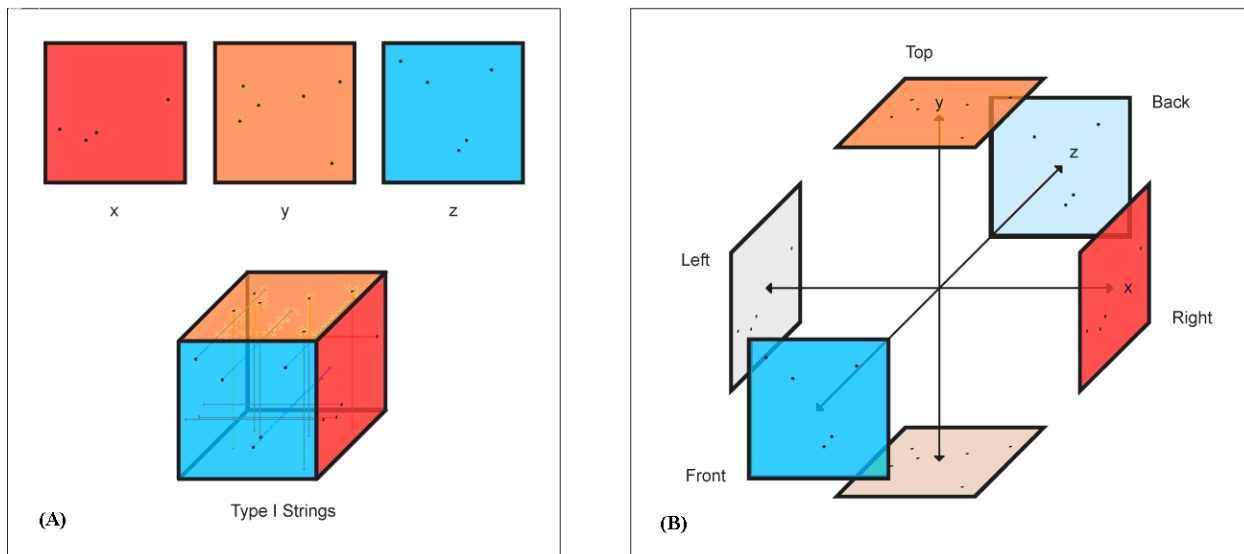 x
y
z
Type I Strings
(A)
Top
y
Back
z
Left
x
Right
Front
(B)